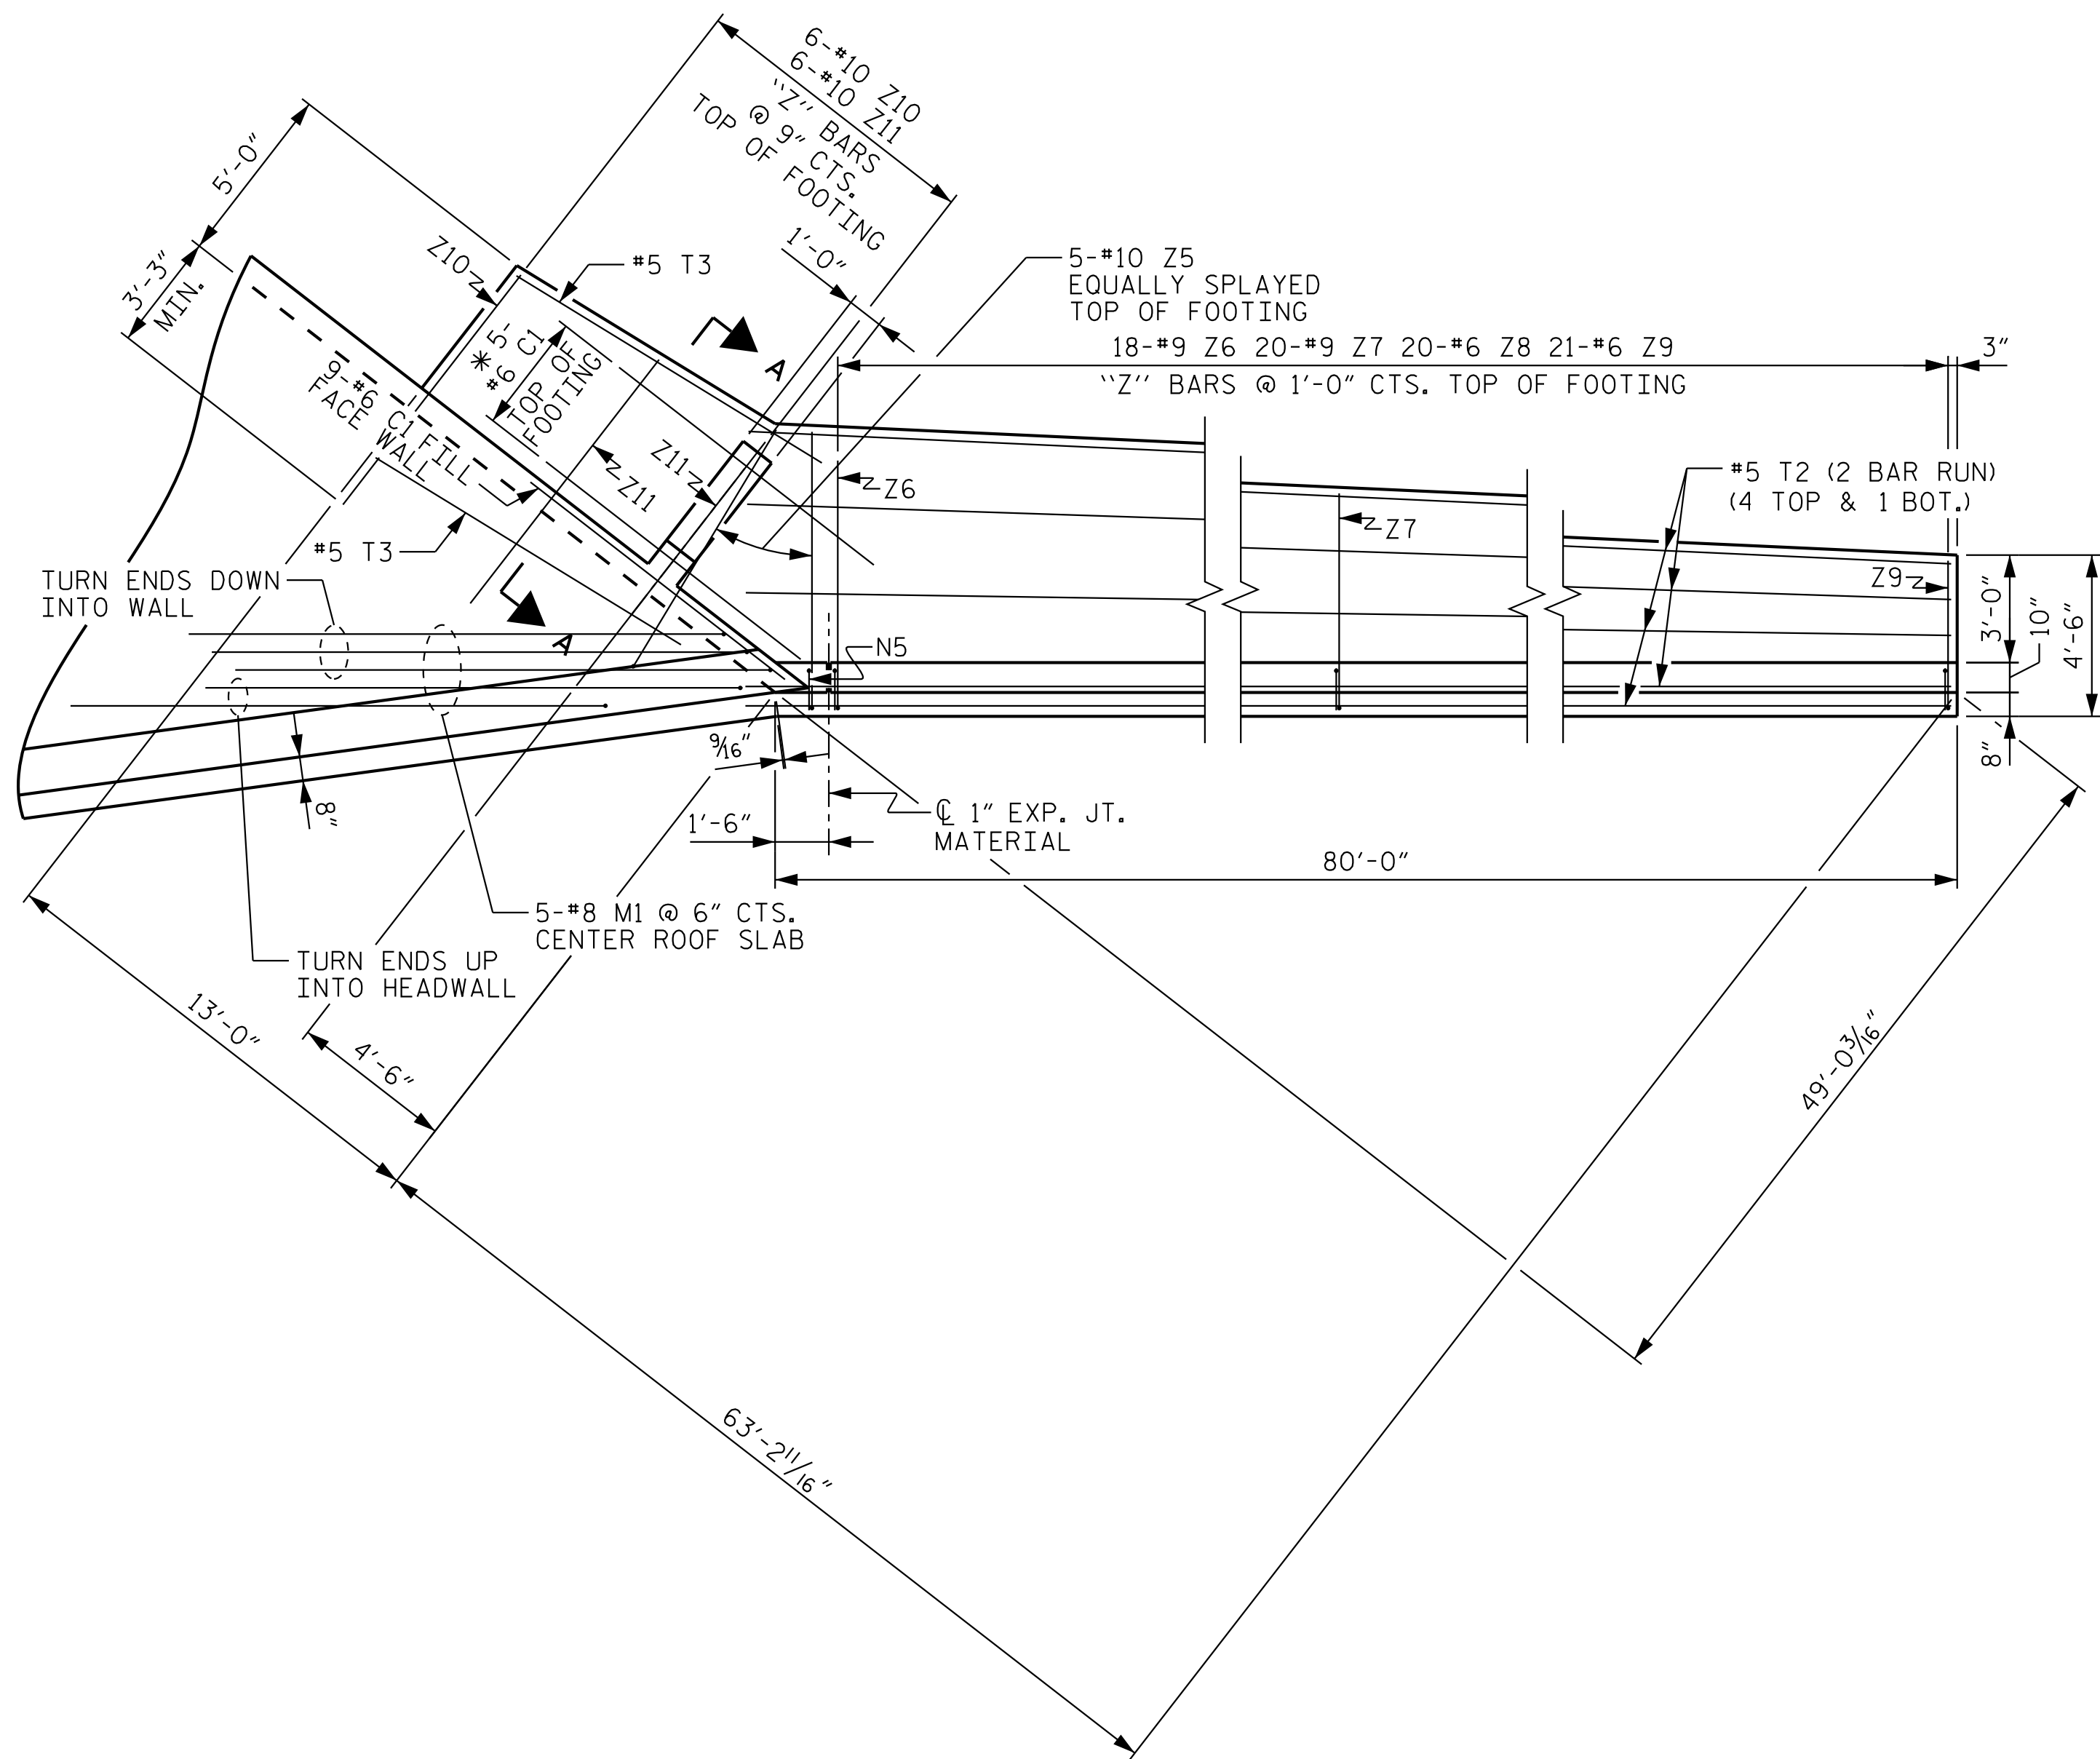 6-#10 Z10
6-#10 Z11
"Z" BARS
@ 9" CTS.
TOP OF FOOTING
1'-0"
5'-0"
3'-3"
MIN.
Z10
#5 T3
5-#10 Z5
EQUALLY SPLAYED
TOP OF FOOTING
18-#9 Z6 20-#9 Z7 20-#6 Z8 21-#6 Z9
"Z" BARS @ 1'-0" CTS. TOP OF FOOTING
3"
A
* 5-
#6 C1
TOP OF
FOOTING
9-#6 C1 FILL
FACE WALL
Z11
Z11
Z6
Z7
#5 T2 (2 BAR RUN)
(4 TOP & 1 BOT.)
Z9
3'-0"
10"
4'-6"
8"
#5 T3
TURN ENDS DOWN
INTO WALL
A
N5
9/16"
8"
1'-6"
℄ 1" EXP. JT.
MATERIAL
80'-0"
5-#8 M1 @ 6" CTS.
CENTER ROOF SLAB
TURN ENDS UP
INTO HEADWALL
13'-0"
4'-6"
49'-0 3/16"
63'-2 11/16"